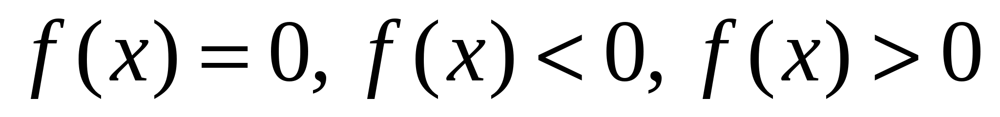 f(x) = 0, f(x) < 0, f(x) > 0